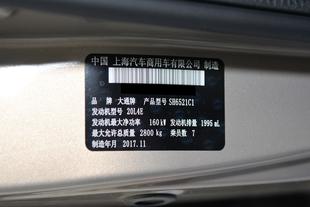 中国 上海汽车商用车有限公司 制造
品 牌 大通牌 产品型号 SH6521C1
发动机型号 20L4E
发动机最大净功率 160 kW 发动机排量 1995 mL
最大允许总质量 2800 kg 乘员数 7
制造年月 2017.11